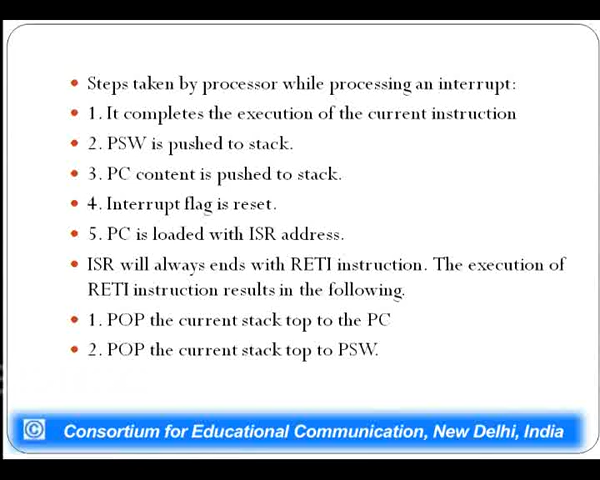 • Steps taken by processor while processing an interrupt:
• 1. It completes the execution of the current instruction
• 2. PSW is pushed to stack.
• 3. PC content is pushed to stack.
• 4. Interrupt flag is reset.
• 5. PC is loaded with ISR address.
• ISR will always ends with RETI instruction. The execution of
RETI instruction results in the following.
• 1. POP the current stack top to the PC
• 2. POP the current stack top to PSW.
© Consortium for Educational Communication, New Delhi, India